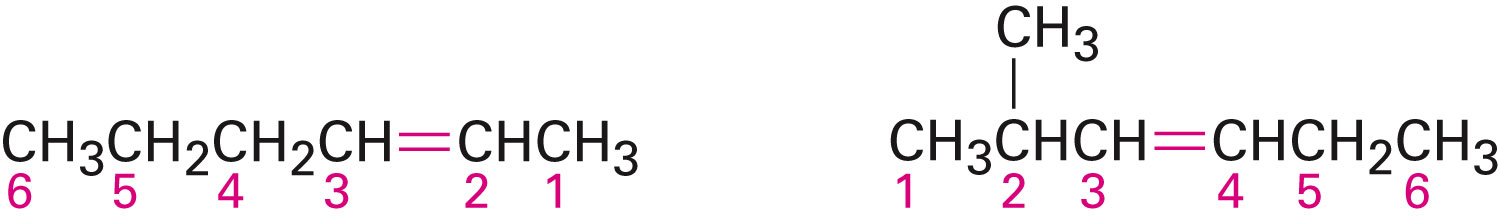 CH3
CH3CH2CH2CH=CHCH3
6 5 4 3 2 1
CH3CHCH=CHCH2CH3
1 2 3 4 5 6